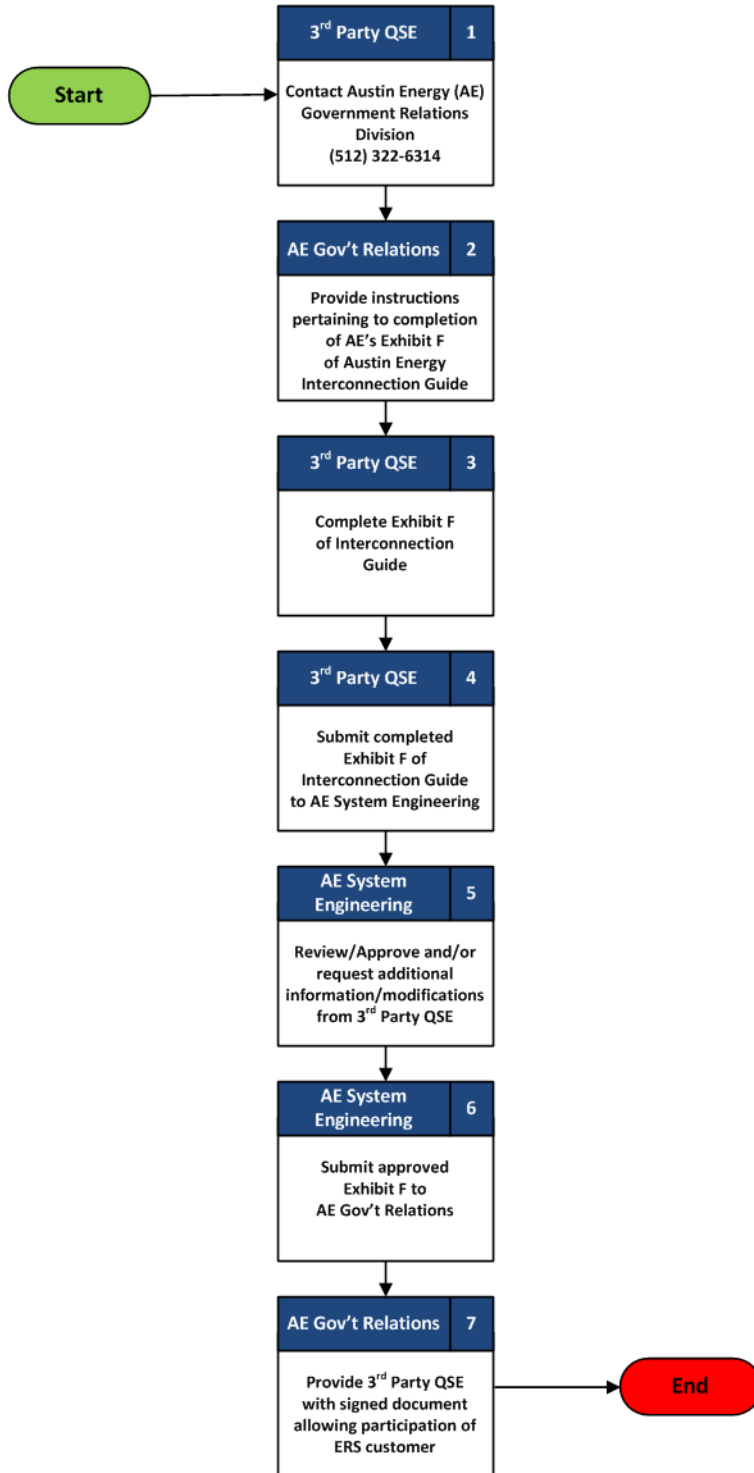 3rd Party QSE 1
Start
Contact Austin Energy (AE)
Government Relations
Division
(512) 322-6314
AE Gov't Relations 2
Provide instructions
pertaining to completion
of AE's Exhibit F
of Austin Energy
Interconnection Guide
3rd Party QSE 3
Complete Exhibit F
of Interconnection
Guide
3rd Party QSE 4
Submit completed
Exhibit F of
Interconnection Guide
to AE System Engineering
AE System
Engineering 5
Review/Approve and/or
request additional
information/modifications
from 3rd Party QSE
AE System
Engineering 6
Submit approved
Exhibit F to
AE Gov't Relations
AE Gov't Relations 7
Provide 3rd Party QSE
with signed document
allowing participation of
ERS customer
End